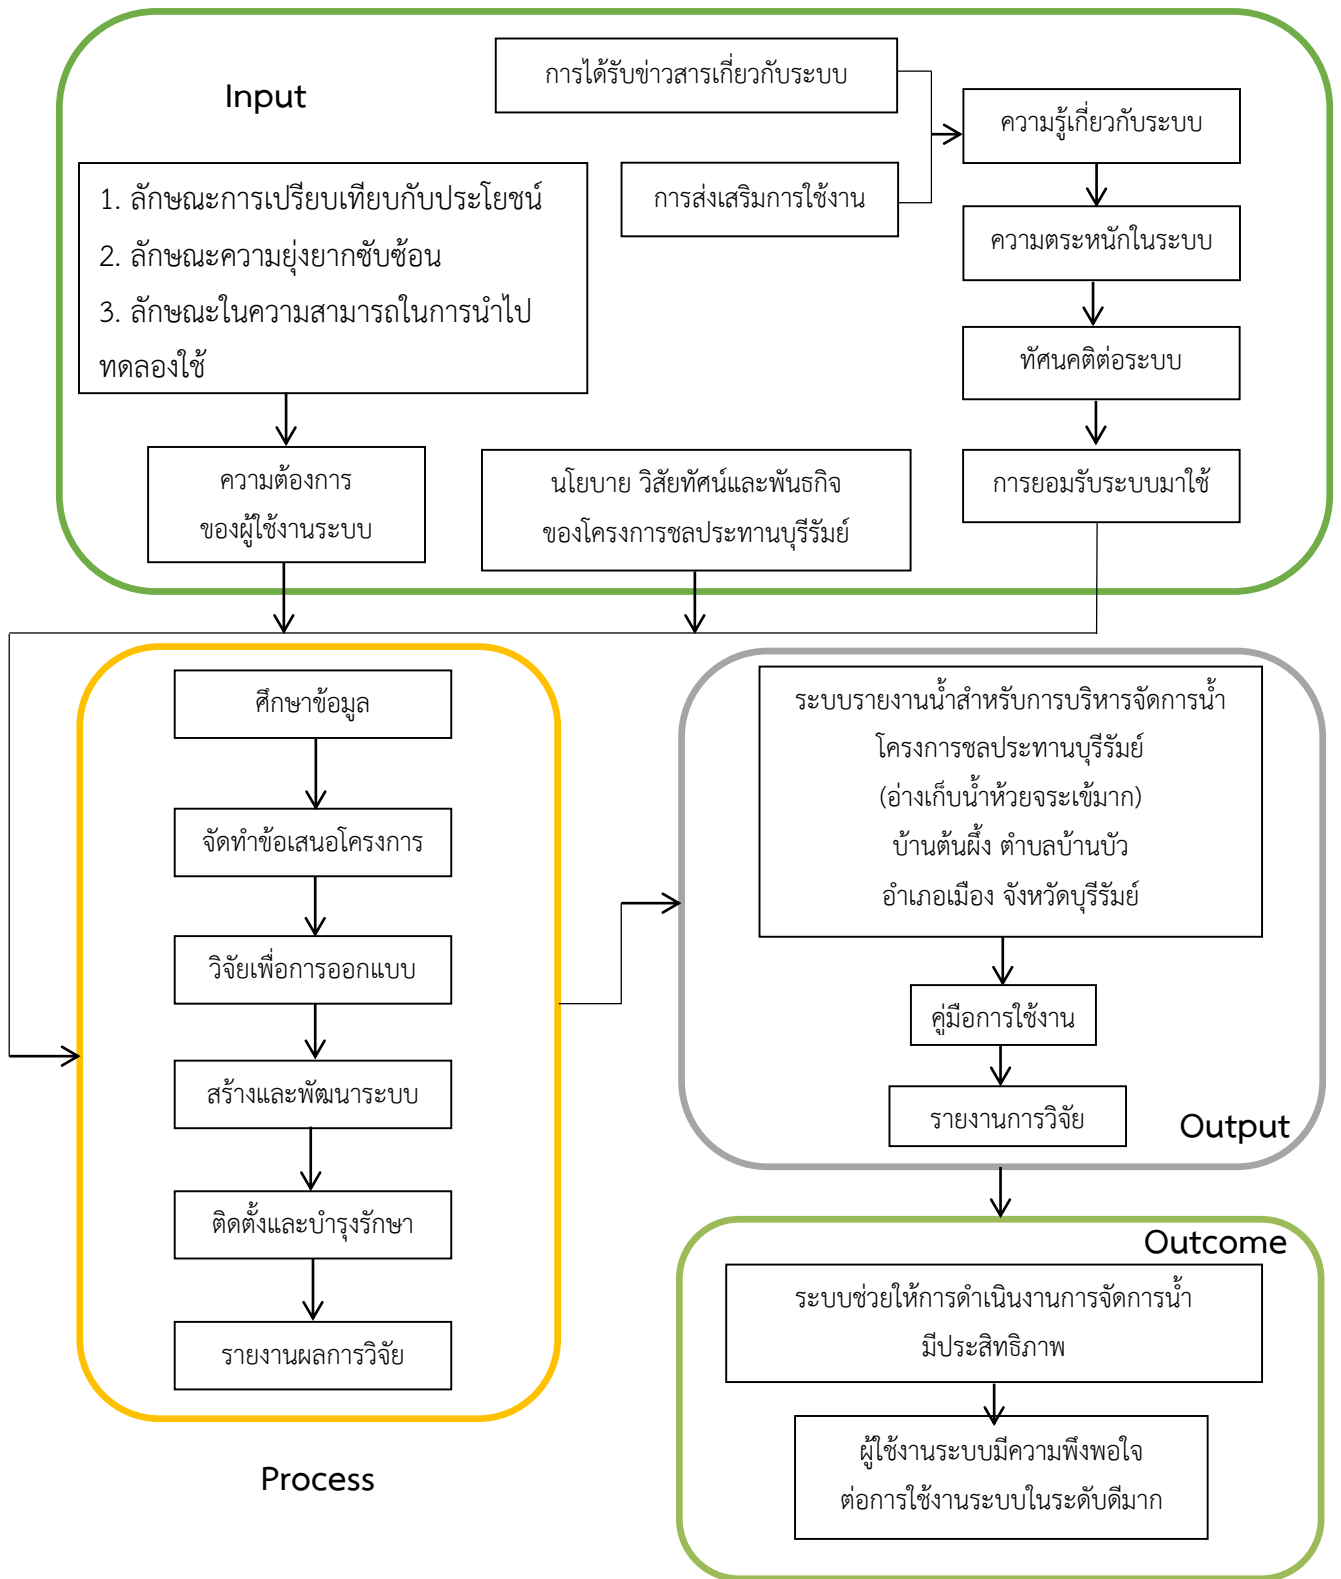 Input
การได้รับข่าวสารเกี่ยวกับระบบ
ความรู้เกี่ยวกับระบบ
การส่งเสริมการใช้งาน
1. ลักษณะการเปรียบเทียบกับประโยชน์
2. ลักษณะความยุ่งยากซับซ้อน
3. ลักษณะในความสามารถในการนำไป
ทดลองใช้
ความตระหนักในระบบ
ทัศนคติต่อระบบ
ความต้องการ
ของผู้ใช้งานระบบ
นโยบาย วิสัยทัศน์และพันธกิจ
ของโครงการชลประทานบุรีรัมย์
การยอมรับระบบมาใช้
ศึกษาข้อมูล
จัดทำข้อเสนอโครงการ
วิจัยเพื่อการออกแบบ
สร้างและพัฒนาระบบ
ติดตั้งและบำรุงรักษา
รายงานผลการวิจัย
Process
ระบบรายงานน้ำสำหรับการบริหารจัดการน้ำ
โครงการชลประทานบุรีรัมย์
(อ่างเก็บน้ำห้วยจระเข้มาก)
บ้านต้นผึ้ง ตำบลบ้านบัว
อำเภอเมือง จังหวัดบุรีรัมย์
คู่มือการใช้งาน
รายงานการวิจัย
Output
Outcome
ระบบช่วยให้การดำเนินงานการจัดการน้ำ
มีประสิทธิภาพ
ผู้ใช้งานระบบมีความพึงพอใจ
ต่อการใช้งานระบบในระดับดีมาก